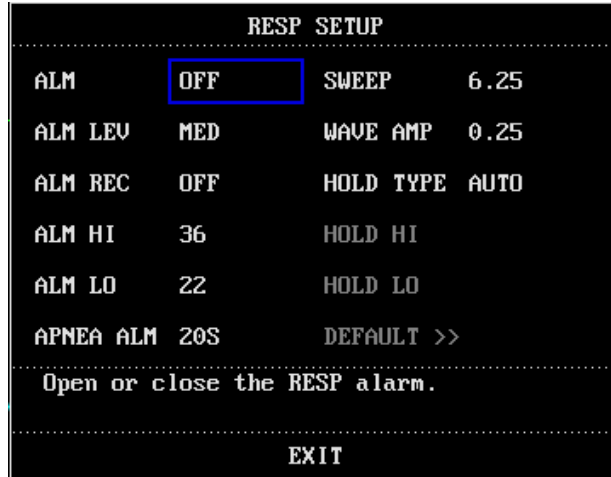 RESP SETUP
ALM OFF SWEEP 6.25
ALM LEV MED WAVE AMP 0.25
ALM REC OFF HOLD TYPE AUTO
ALM HI 36 HOLD HI
ALM LO 22 HOLD LO
APNEA ALM 20S DEFAULT >>
Open or close the RESP alarm.
EXIT